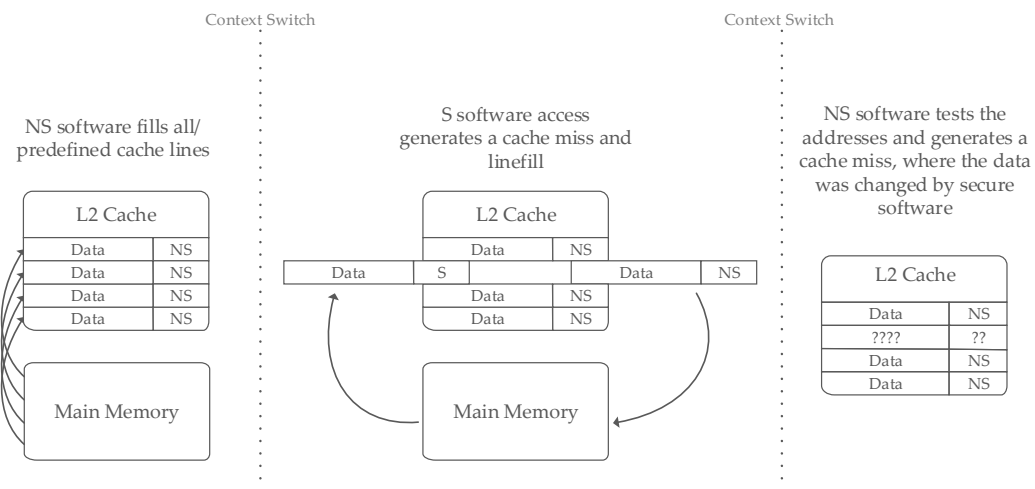 Context Switch
Context Switch
NS software fills all/
predefined cache lines
L2 Cache
Data NS
Data NS
Data NS
Data NS
Main Memory
S software access
generates a cache miss and
linefill
L2 Cache
Data NS
Data S Data NS
Data NS
Data NS
Main Memory
NS software tests the
addresses and generates a
cache miss, where the data
was changed by secure
software
L2 Cache
Data NS
???? ??
Data NS
Data NS